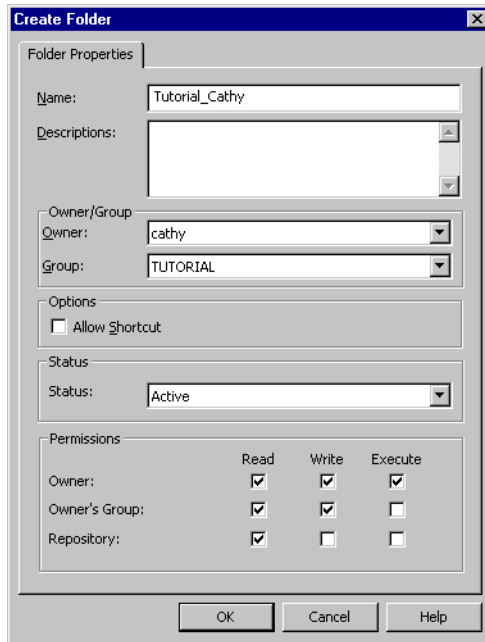 Create Folder
Folder Properties
Name: Tutorial_Cathy
Descriptions:
Owner/Group
Owner: cathy
Group: TUTORIAL
Options
Allow Shortcut
Status
Status: Active
Permissions
Read Write Execute
Owner:
Owner's Group:
Repository:
OK Cancel Help